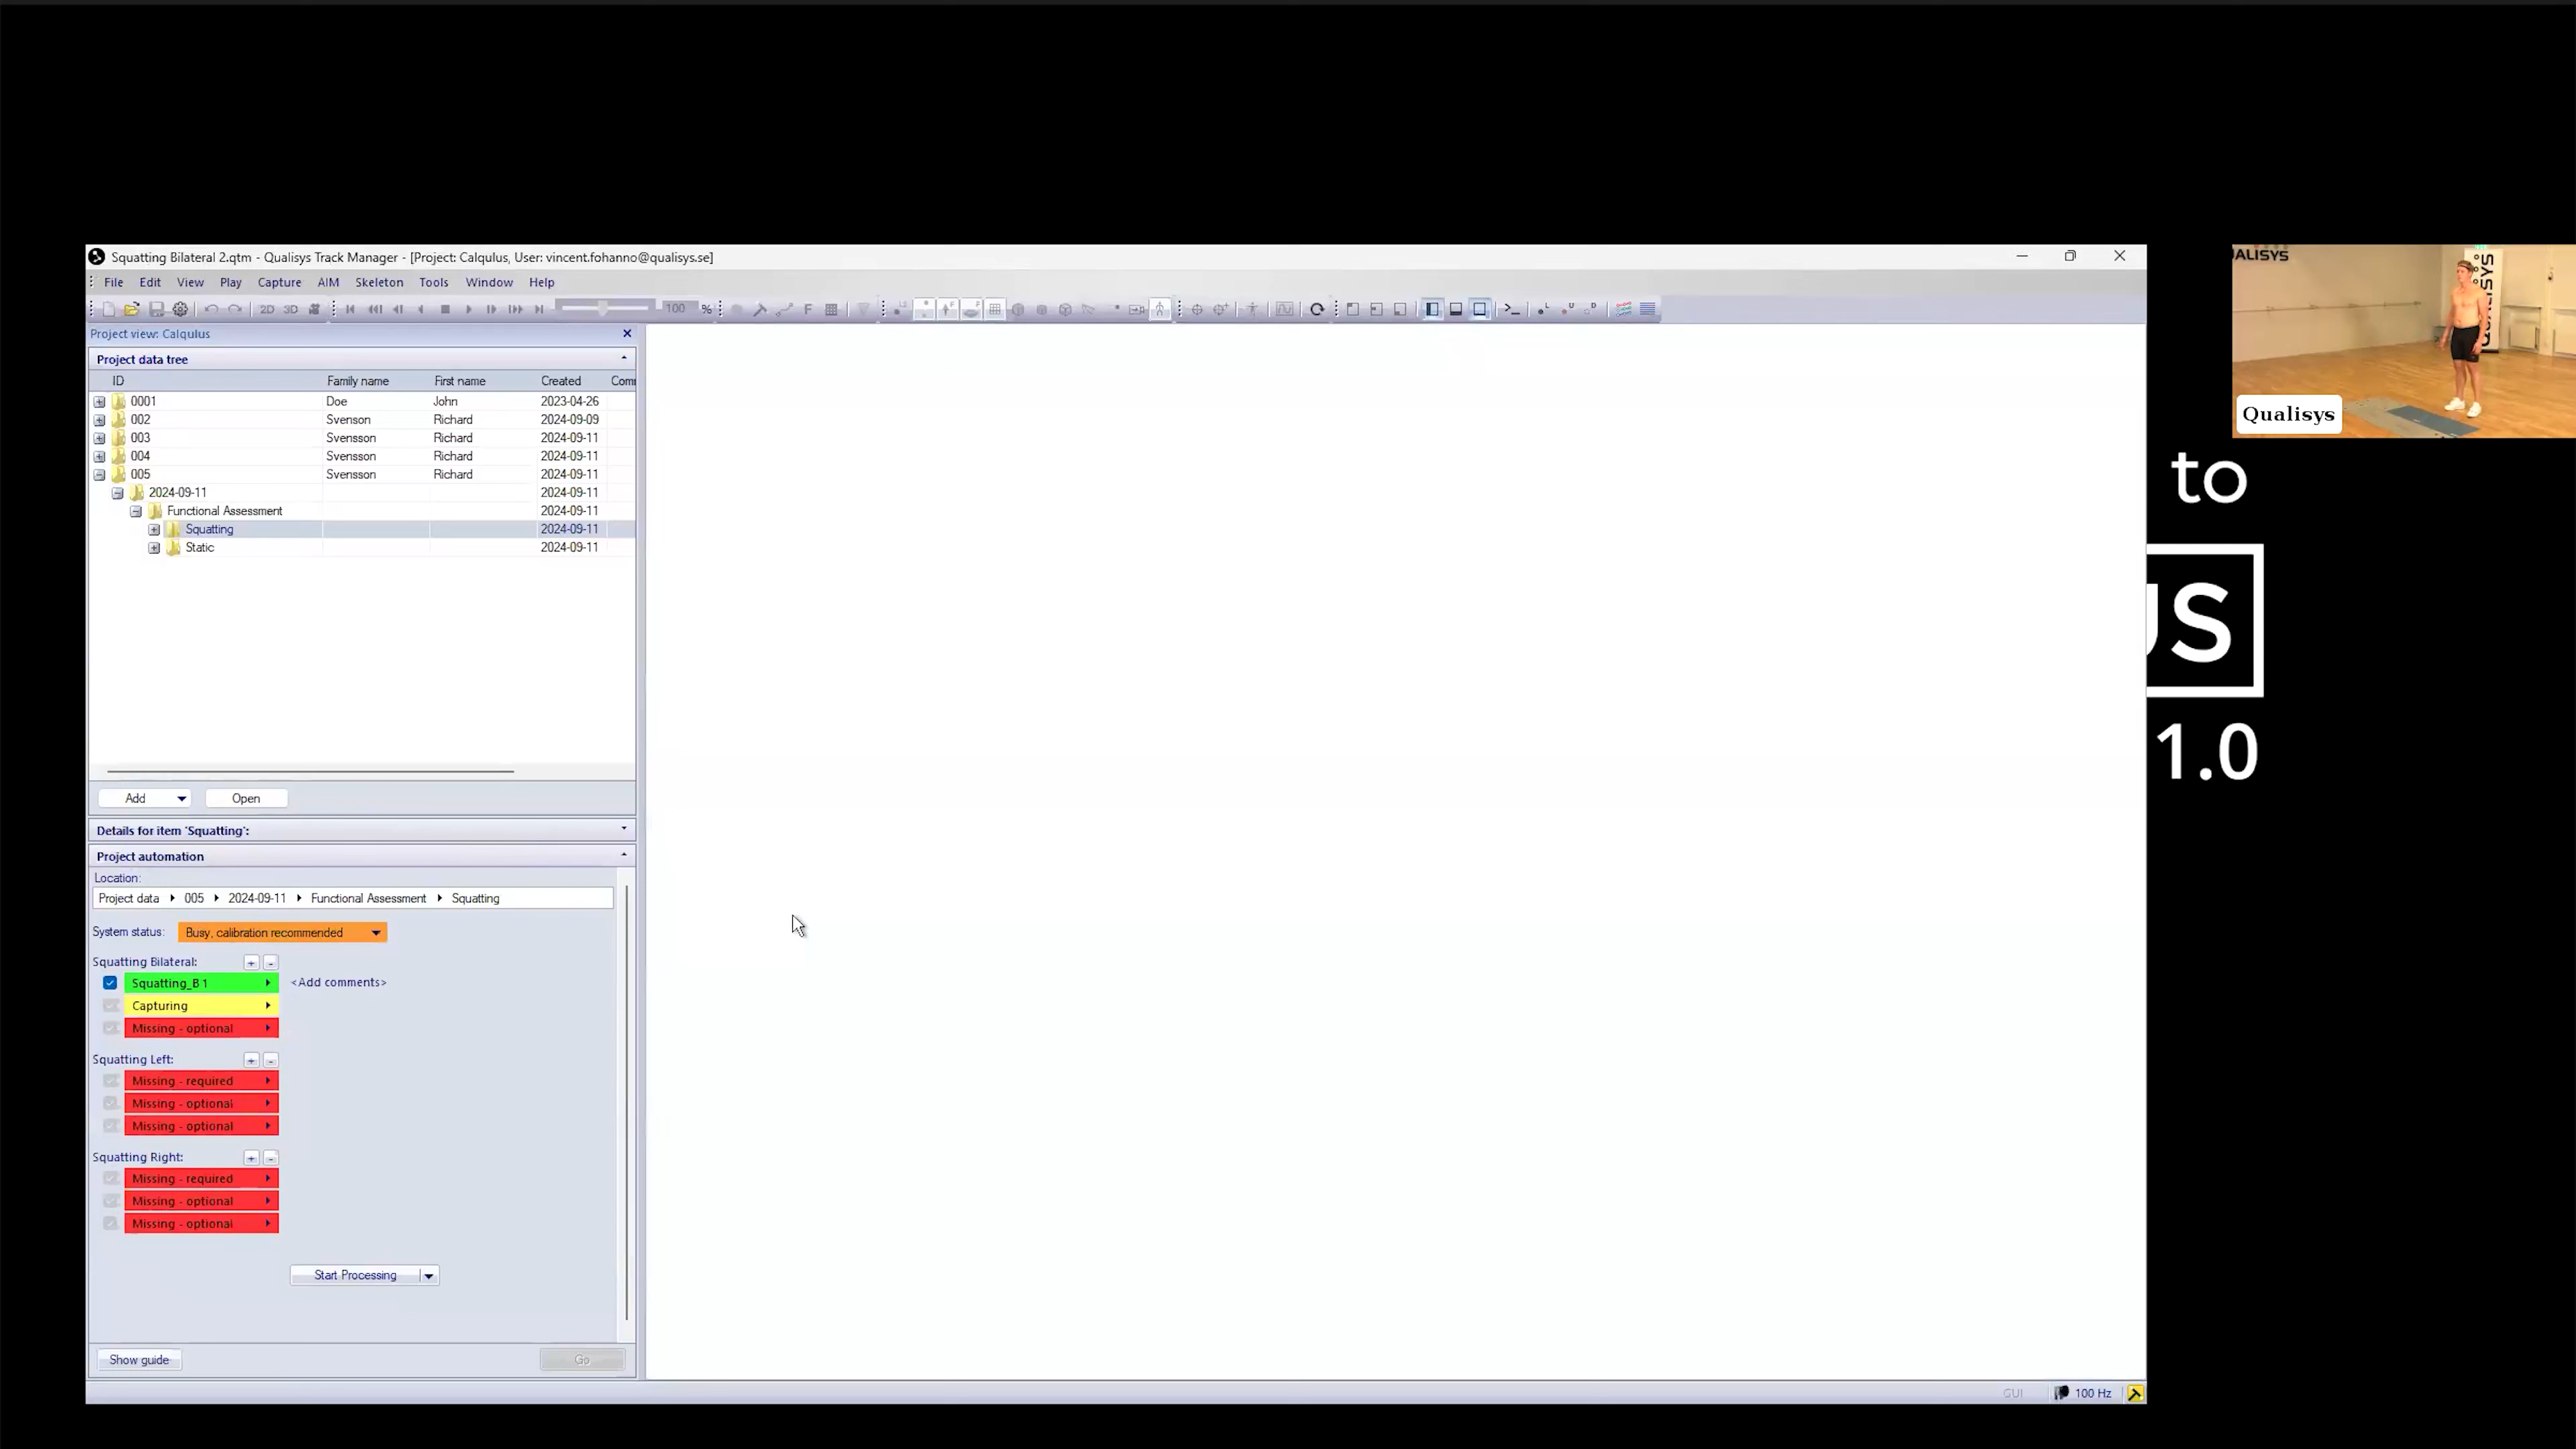 Squatting Bilateral 2.qtm - Qualisys Track Manager - [Project: Calqulus, User: vincent.fohanno@qualisys.se]
File Edit View Play Capture AIM Skeleton Tools Window Help
2D 3D 100 % F
Project view: Calqulus
Project data tree
ID Family name First name Created Com
0001 Doe John 2023-04-26
002 Svenson Richard 2024-09-09
003 Svensson Richard 2024-09-11
004 Svensson Richard 2024-09-11
005 Svensson Richard 2024-09-11
2024-09-11 2024-09-11
Functional Assessment 2024-09-11
Squatting 2024-09-11
Static 2024-09-11
Add Open
Details for item 'Squatting':
Project automation
Location:
Project data 005 2024-09-11 Functional Assessment Squatting
System status: Busy, calibration recommended
Squatting Bilateral: + -
Squatting_B 1 <Add comments>
Capturing
Missing - optional
Squatting Left: + -
Missing - required
Missing - optional
Missing - optional
Squatting Right: + -
Missing - required
Missing - optional
Missing - optional
Start Processing
Show guide Go
GUI 100 Hz
ALISYS
QUALISYS
Qualisys
to
US
1.0